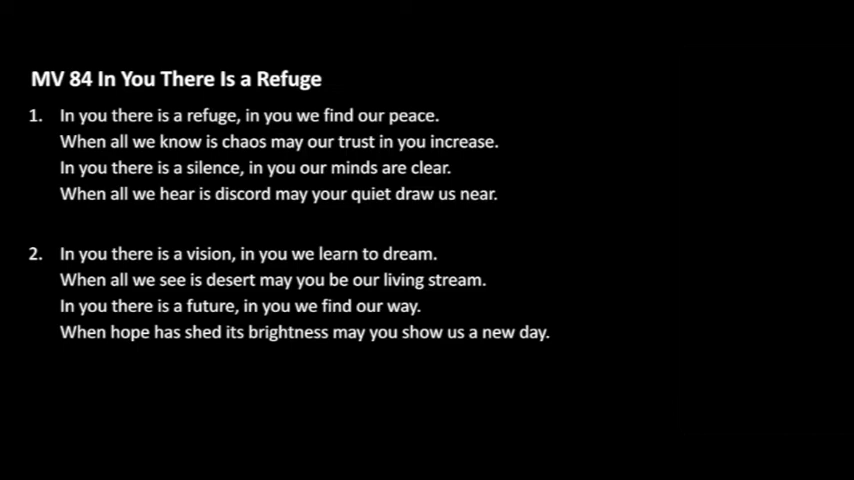 MV 84 In You There Is a Refuge
1. In you there is a refuge, in you we find our peace.
When all we know is chaos may our trust in you increase.
In you there is a silence, in you our minds are clear.
When all we hear is discord may your quiet draw us near.
2. In you there is a vision, in you we learn to dream.
When all we see is desert may you be our living stream.
In you there is a future, in you we find our way.
When hope has shed its brightness may you show us a new day.